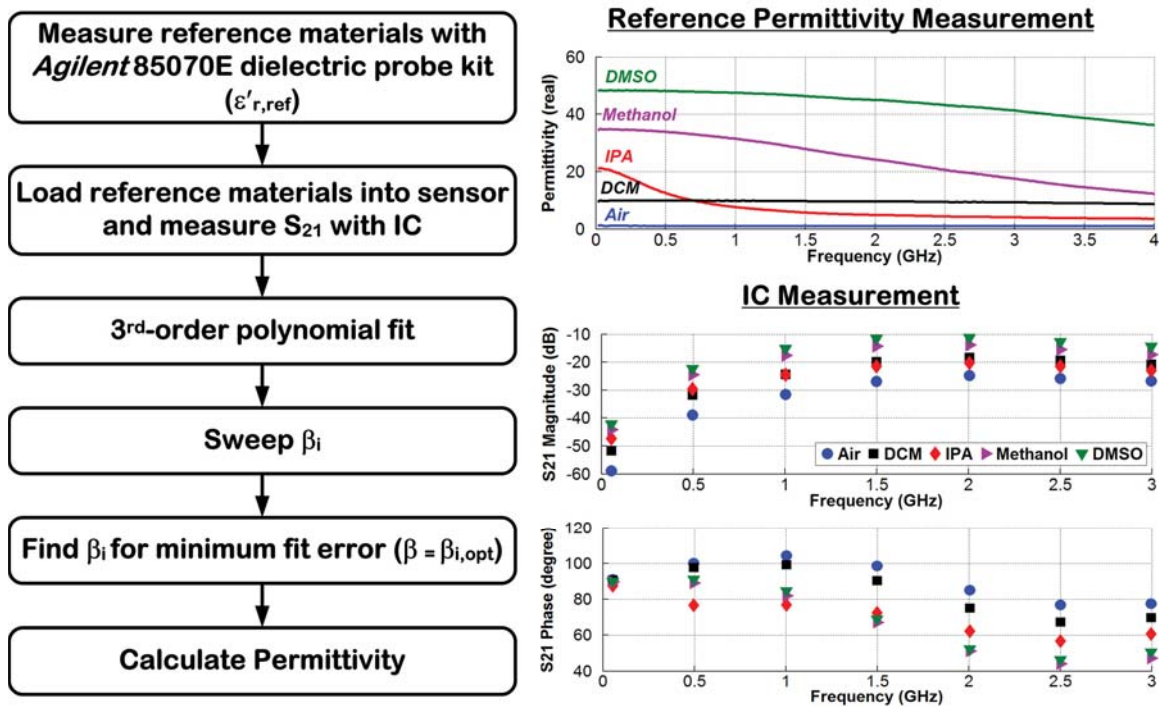 Measure reference materials with
Agilent 85070E dielectric probe kit
(ε'r,ref)
Load reference materials into sensor
and measure S21 with IC
3rd-order polynomial fit
Sweep βi
Find βi for minimum fit error (β = βi,opt)
Calculate Permittivity
Reference Permittivity Measurement
Permittivity (real)
60
40
20
0
DMSO
Methanol
IPA
DCM
Air
0 0.5 1 1.5 2 2.5 3 3.5 4
Frequency (GHz)
IC Measurement
S21 Magnitude (dB)
-10
-20
-30
-40
-50
-60
Air DCM IPA Methanol DMSO
0.5 1 1.5 2 2.5 3
Frequency (GHz)
S21 Phase (degree)
120
100
80
60
40
0.5 1 1.5 2 2.5 3
Frequency (GHz)